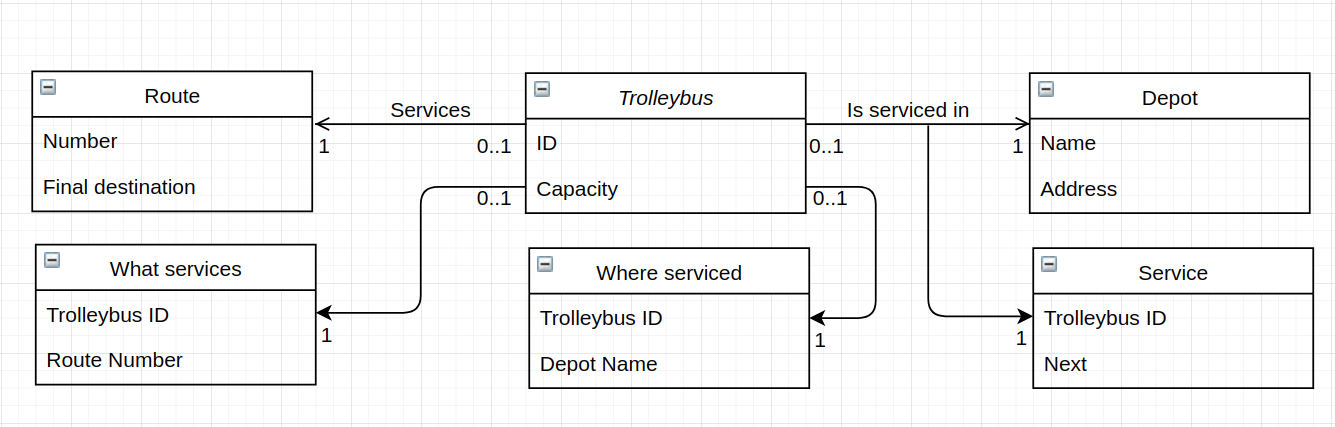 Route
Number
Final destination
Services
1
0..1
0..1
Trolleybus
ID
Capacity
Is serviced in
0..1
1
0..1
Depot
Name
Address
What services
Trolleybus ID
Route Number
1
Where serviced
Trolleybus ID
Depot Name
1
Service
Trolleybus ID
Next
1